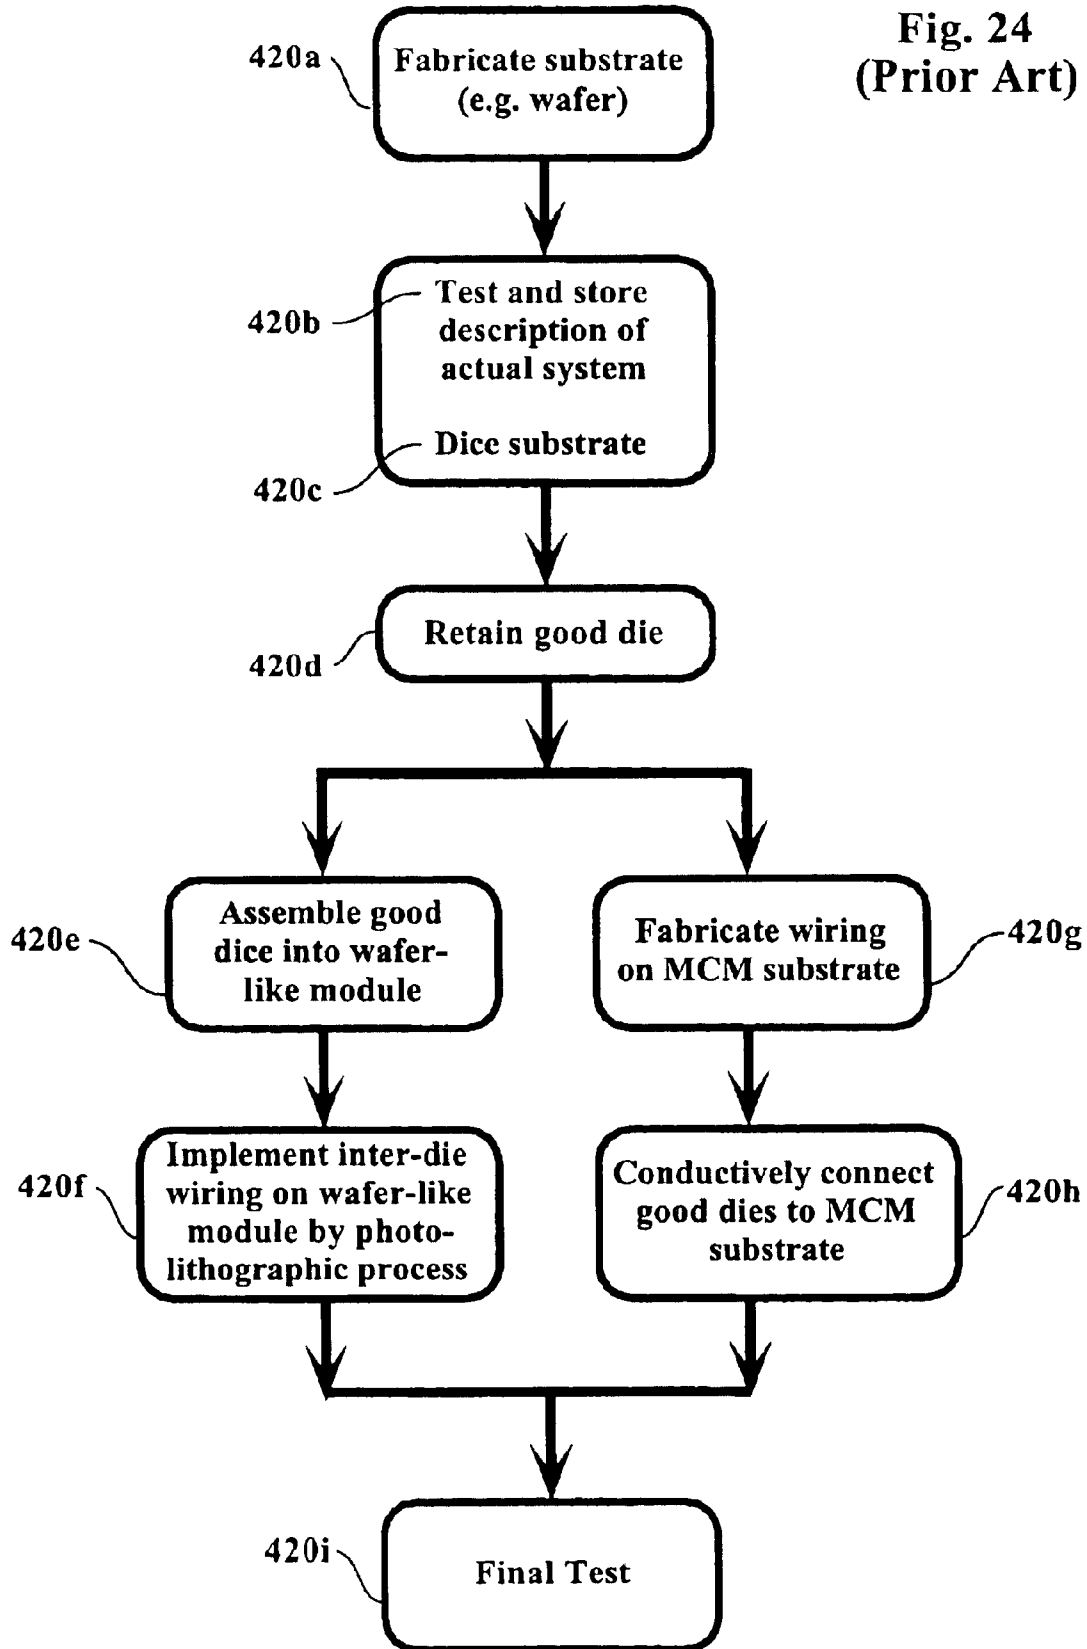 Fig. 24
(Prior Art)
420a
Fabricate substrate
(e.g. wafer)
420b
Test and store
description of
actual system
420c
Dice substrate
420d
Retain good die
420e
Assemble good
dice into wafer-
like module
420g
Fabricate wiring
on MCM substrate
420f
Implement inter-die
wiring on wafer-like
module by photo-
lithographic process
420h
Conductively connect
good dies to MCM
substrate
420i
Final Test